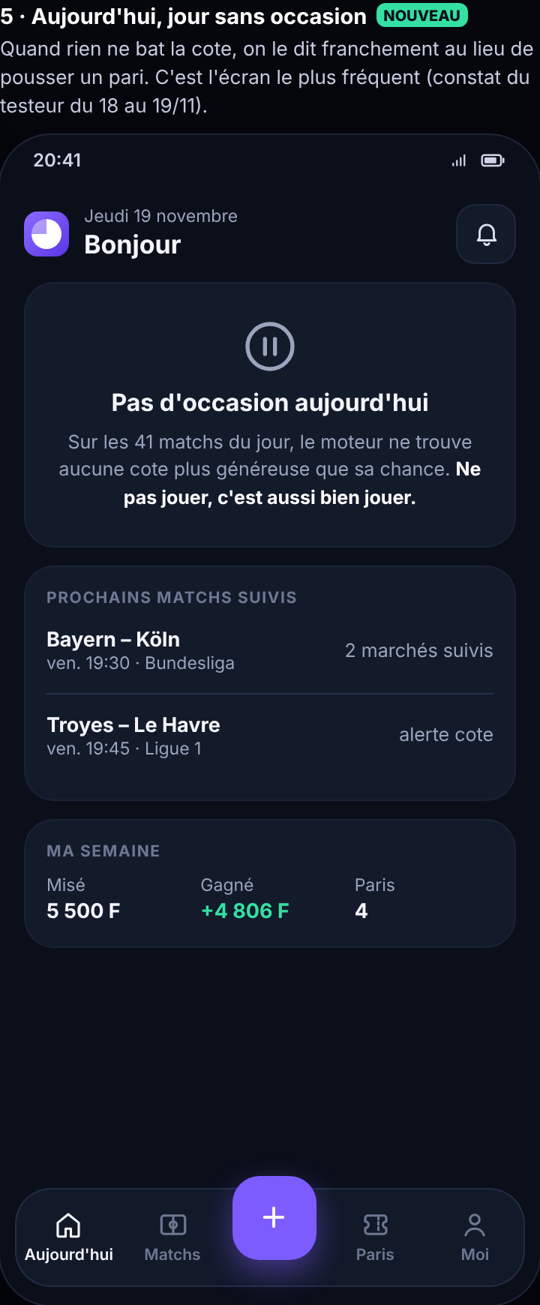 5 · Aujourd'hui, jour sans occasion NOUVEAU
Quand rien ne bat la cote, on le dit franchement au lieu de
pousser un pari. C'est l'écran le plus fréquent (constat du
testeur du 18 au 19/11).
20:41
Jeudi 19 novembre
Bonjour
Pas d'occasion aujourd'hui
Sur les 41 matchs du jour, le moteur ne trouve
aucune cote plus généreuse que sa chance. Ne
pas jouer, c'est aussi bien jouer.
PROCHAINS MATCHS SUIVIS
Bayern – Köln
ven. 19:30 · Bundesliga
2 marchés suivis
Troyes – Le Havre
ven. 19:45 · Ligue 1
alerte cote
MA SEMAINE
Misé Gagné Paris
5 500 F +4 806 F 4
Aujourd'hui Matchs + Paris Moi